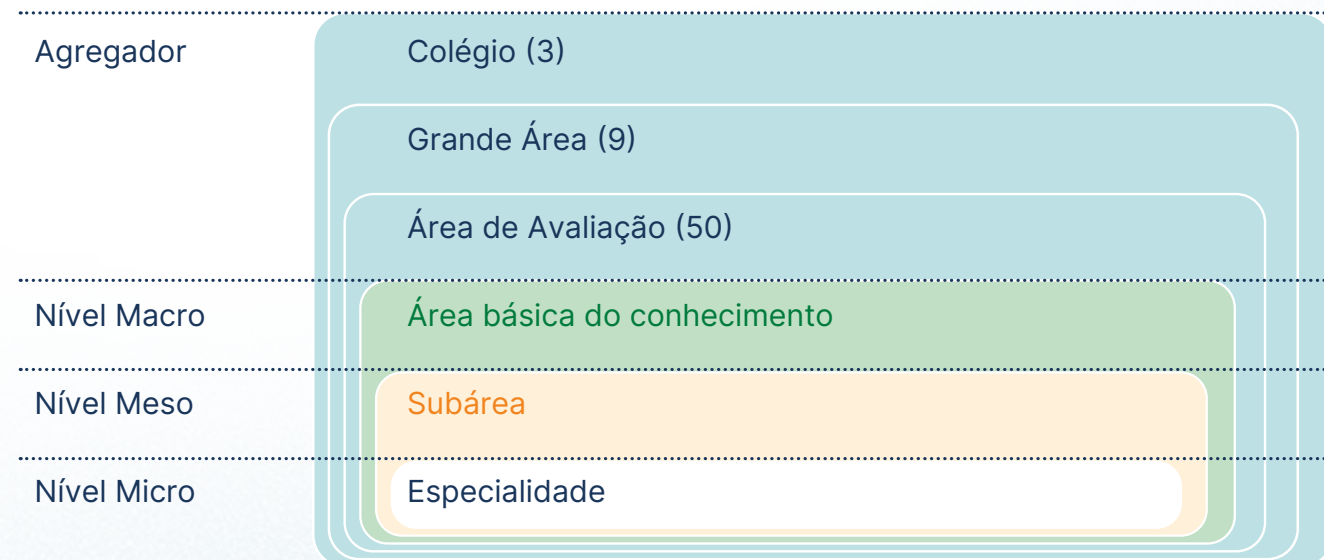 Agregador
Colégio (3)
Grande Área (9)
Área de Avaliação (50)
Nível Macro
Área básica do conhecimento
Nível Meso
Subárea
Nível Micro
Especialidade